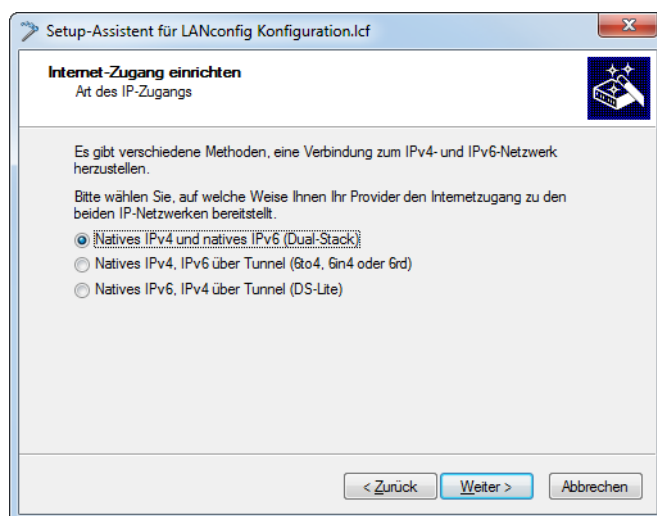 Setup-Assistent für LANconfig Konfiguration.lcf
Internet-Zugang einrichten
Art des IP-Zugangs
Es gibt verschiedene Methoden, eine Verbindung zum IPv4- und IPv6-Netzwerk
herzustellen.
Bitte wählen Sie, auf welche Weise Ihnen Ihr Provider den Internetzugang zu den
beiden IP-Netzwerken bereitstellt.
Natives IPv4 und natives IPv6 (Dual-Stack)
Natives IPv4, IPv6 über Tunnel (6to4, 6in4 oder 6rd)
Natives IPv6, IPv4 über Tunnel (DS-Lite)
< Zurück Weiter > Abbrechen